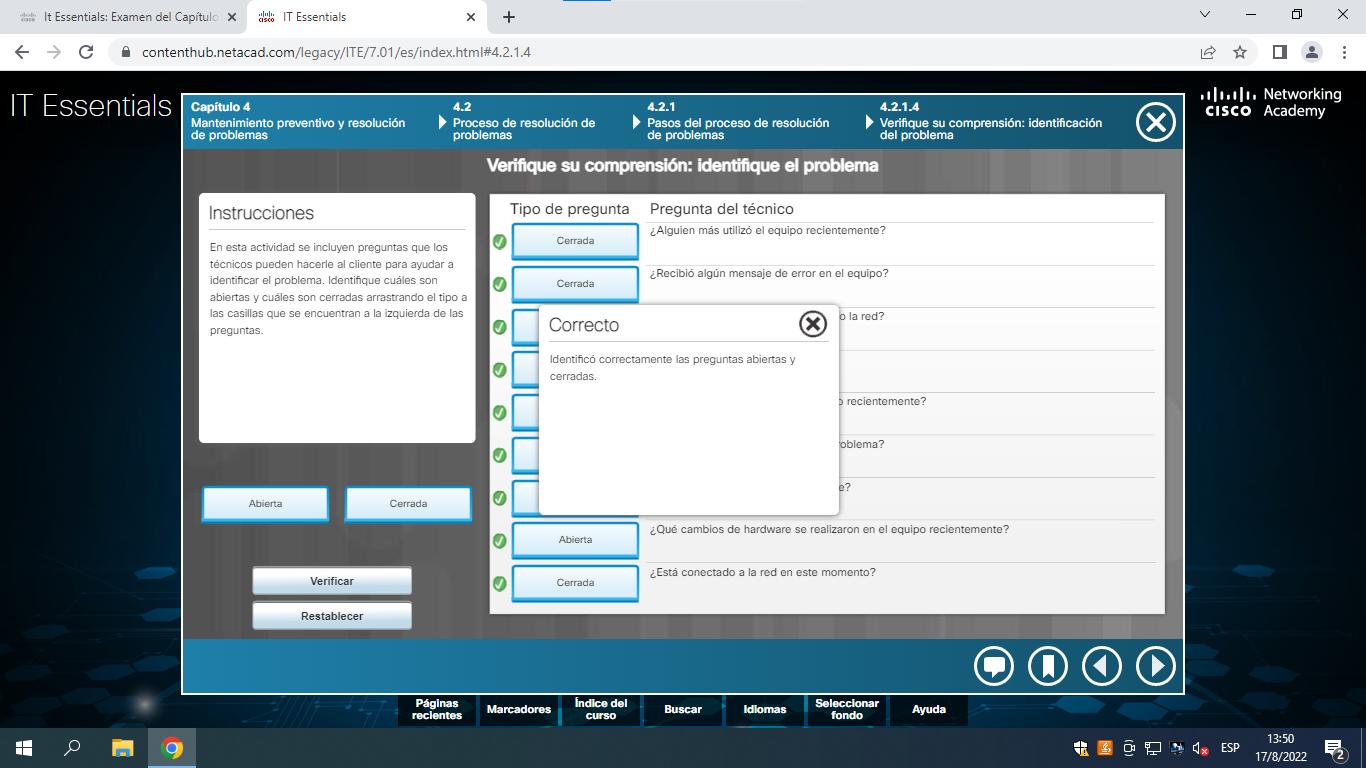 It Essentials: Examen del Capítulo
IT Essentials
contenthub.netacad.com/legacy/ITE/7.01/es/index.html#4.2.1.4
IT Essentials
Capítulo 4
Mantenimiento preventivo y resolución
de problemas
4.2
Proceso de resolución de
problemas
4.2.1
Pasos del proceso de resolución
de problemas
4.2.1.4
Verifique su comprensión: identificación
del problema
CISCO
Networking
Academy
Verifique su comprensión: identifique el problema
Instrucciones
En esta actividad se incluyen preguntas que los
técnicos pueden hacerle al cliente para ayudar a
identificar el problema. Identifique cuáles son
abiertas y cuáles son cerradas arrastrando el tipo a
las casillas que se encuentran a la izquierda de las
preguntas.
Abierta
Cerrada
Verificar
Restablecer
Tipo de pregunta
Pregunta del técnico
Cerrada
¿Alguien más utilizó el equipo recientemente?
Cerrada
¿Recibió algún mensaje de error en el equipo?
la red?
recientemente?
Correcto
Identificó correctamente las preguntas abiertas y
cerradas.
Abierta
¿Qué cambios de hardware se realizaron en el equipo recientemente?
Cerrada
¿Está conectado a la red en este momento?
Páginas
recientes
Marcadores
Índice del
curso
Buscar
Idiomas
Seleccionar
fondo
Ayuda
ESP
13:50
17/8/2022
2